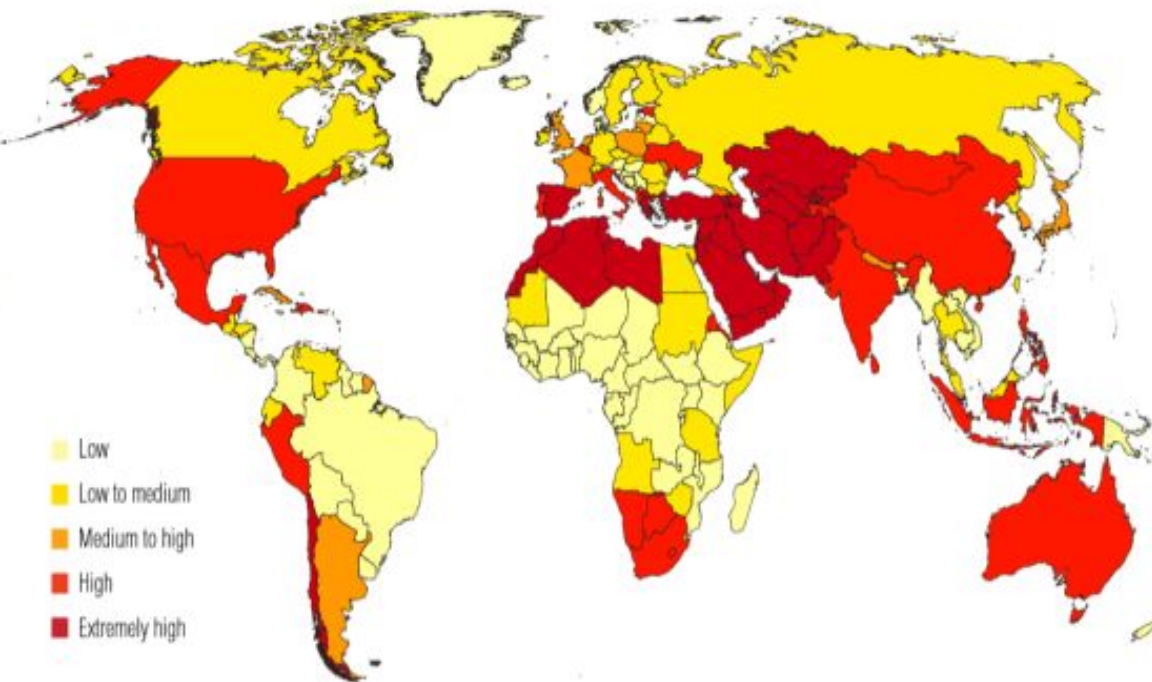 Low
Low to medium
Medium to high
High
Extremely high